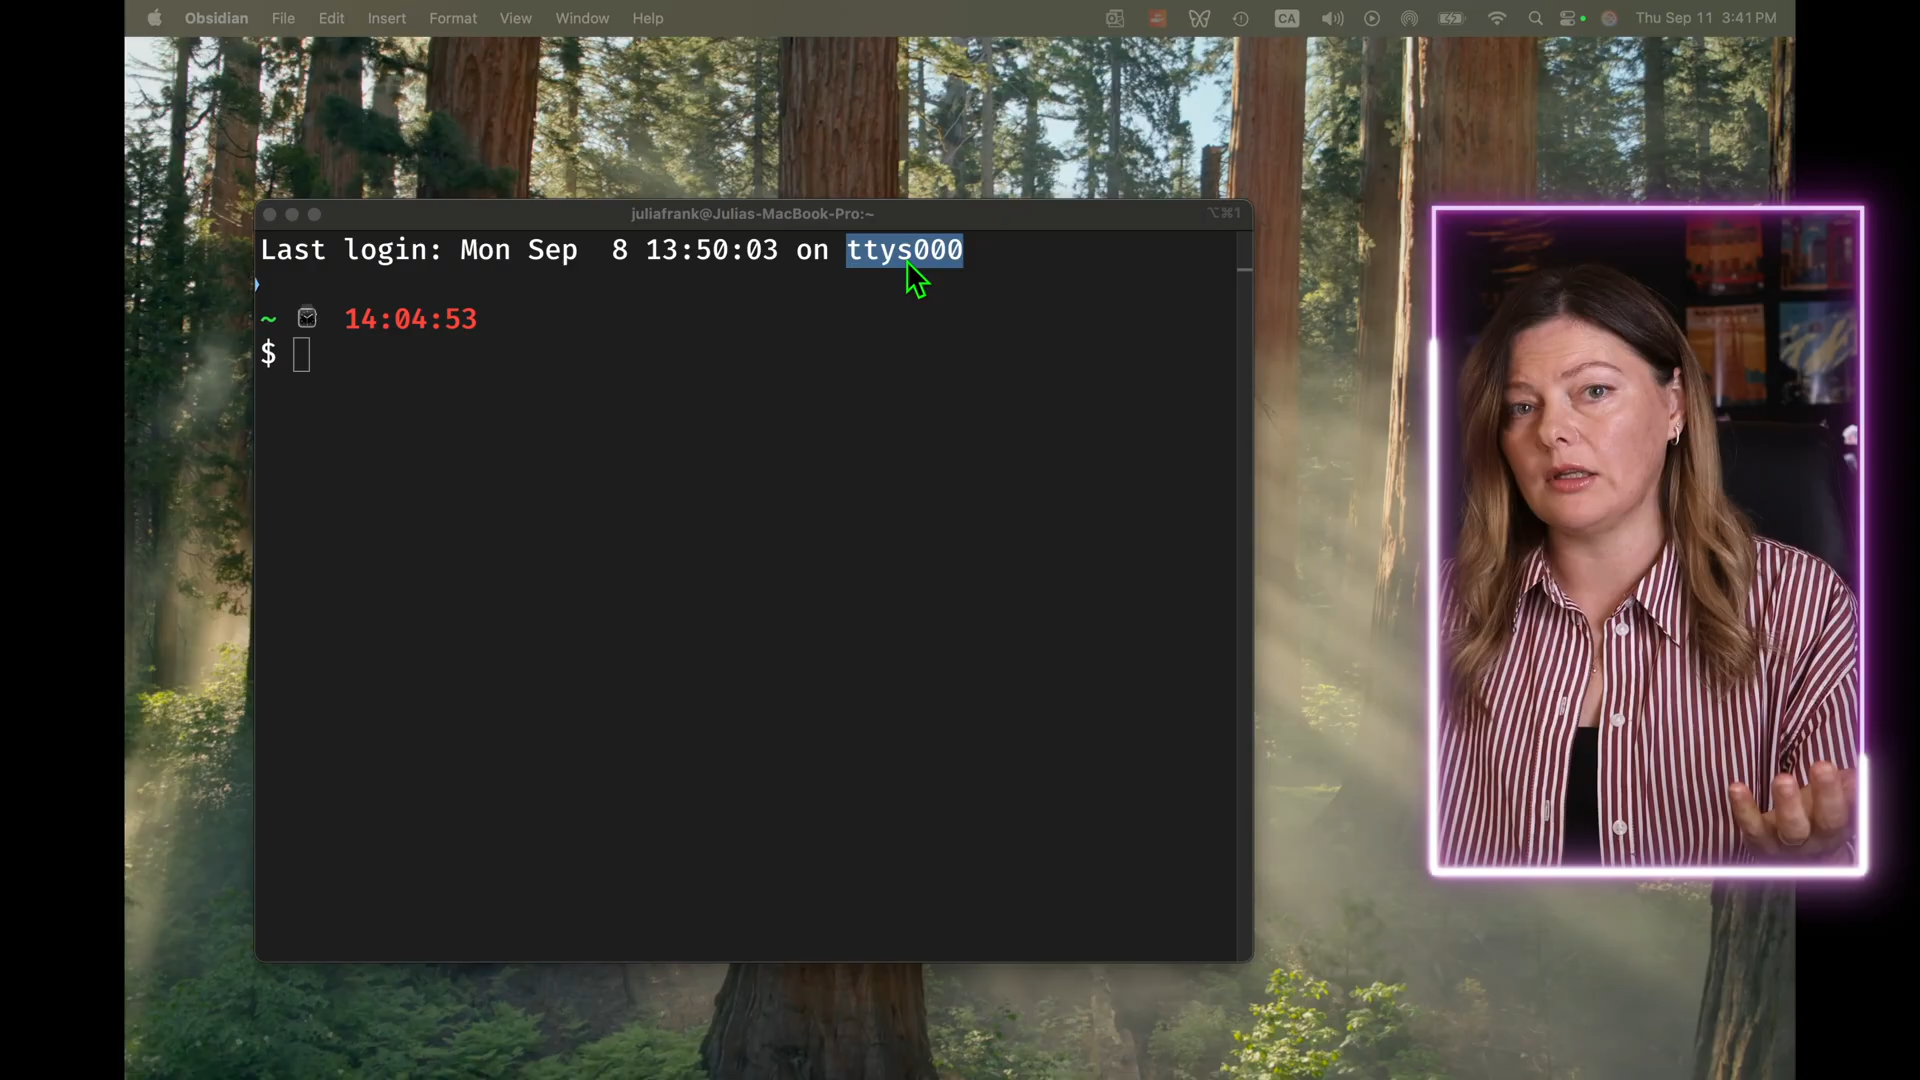 Obsidian File Edit Insert Format View Window Help CA Thu Sep 11 3:41 PM
juliafrank@Julias-MacBook-Pro:~ ⌥⌘1
Last login: Mon Sep  8 13:50:03 on ttys000
~ 14:04:53
$